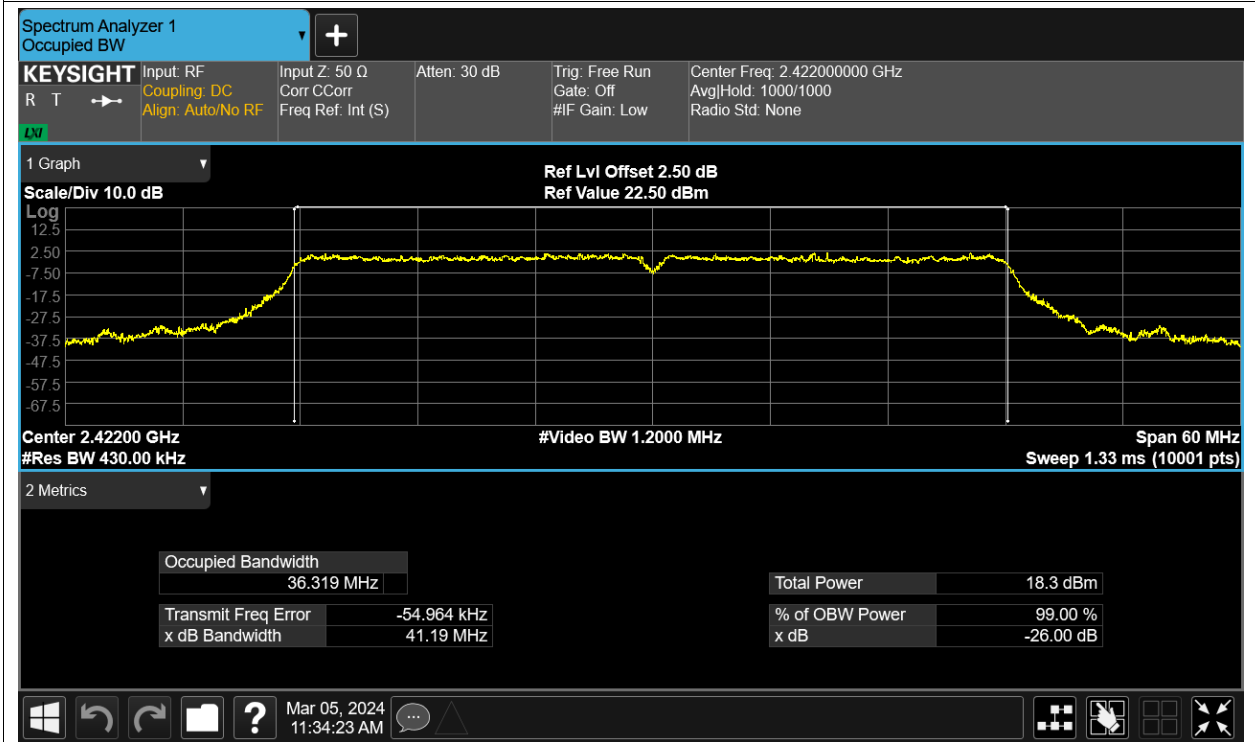 Spectrum Analyzer 1
Occupied BW
KEYSIGHT
R T
LXI
Input: RF
Coupling: DC
Align: Auto/No RF
Input Z: 50 Ω
Corr CCorr
Freq Ref: Int (S)
Atten: 30 dB
Trig: Free Run
Gate: Off
#IF Gain: Low
Center Freq: 2.422000000 GHz
Avg|Hold: 1000/1000
Radio Std: None
1 Graph
Scale/Div 10.0 dB
Ref Lvl Offset 2.50 dB
Ref Value 22.50 dBm
Log
12.5
2.50
-7.50
-17.5
-27.5
-37.5
-47.5
-57.5
-67.5
Center 2.42200 GHz
#Res BW 430.00 kHz
#Video BW 1.2000 MHz
Span 60 MHz
Sweep 1.33 ms (10001 pts)
2 Metrics
Occupied Bandwidth
36.319 MHz
Transmit Freq Error -54.964 kHz
x dB Bandwidth 41.19 MHz
Total Power 18.3 dBm
% of OBW Power 99.00 %
x dB -26.00 dB
?
Mar 05, 2024
11:34:23 AM